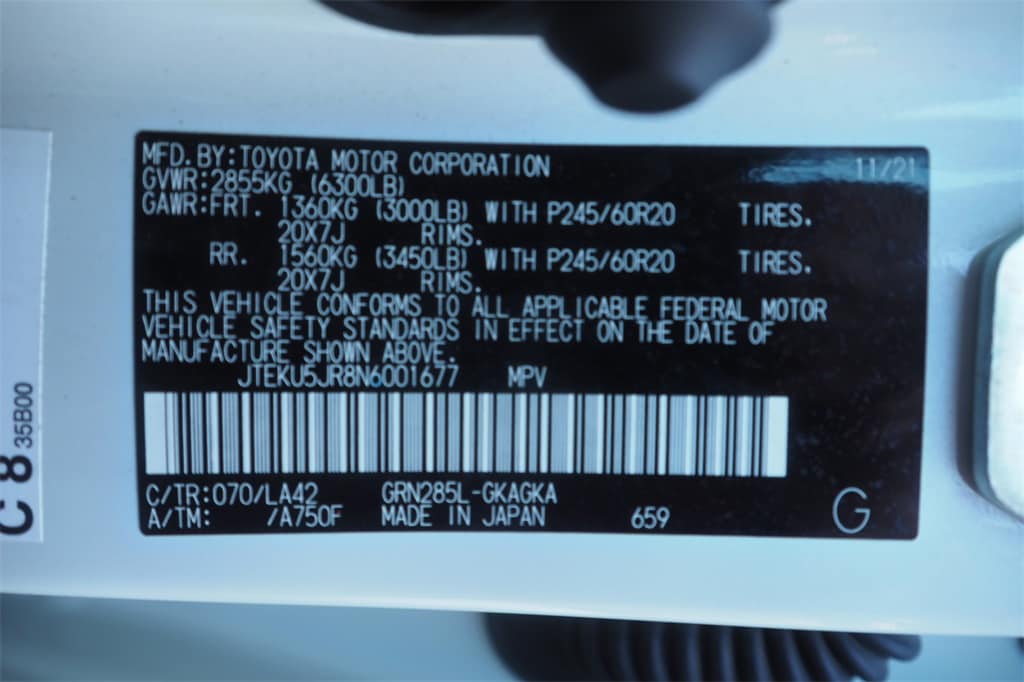 MFD.BY:TOYOTA MOTOR CORPORATION 11/21
GVWR:2855KG (6300LB)
GAWR:FRT. 1360KG (3000LB) WITH P245/60R20 TIRES.
20X7J RIMS.
RR. 1560KG (3450LB) WITH P245/60R20 TIRES.
20X7J RIMS.
THIS VEHICLE CONFORMS TO ALL APPLICABLE FEDERAL MOTOR
VEHICLE SAFETY STANDARDS IN EFFECT ON THE DATE OF
MANUFACTURE SHOWN ABOVE.
JTEKU5JR8N6001677 MPV
C/TR:070/LA42 GRN285L-GKAGKA
A/TM: /A750F MADE IN JAPAN 659 G
C 8 35B00